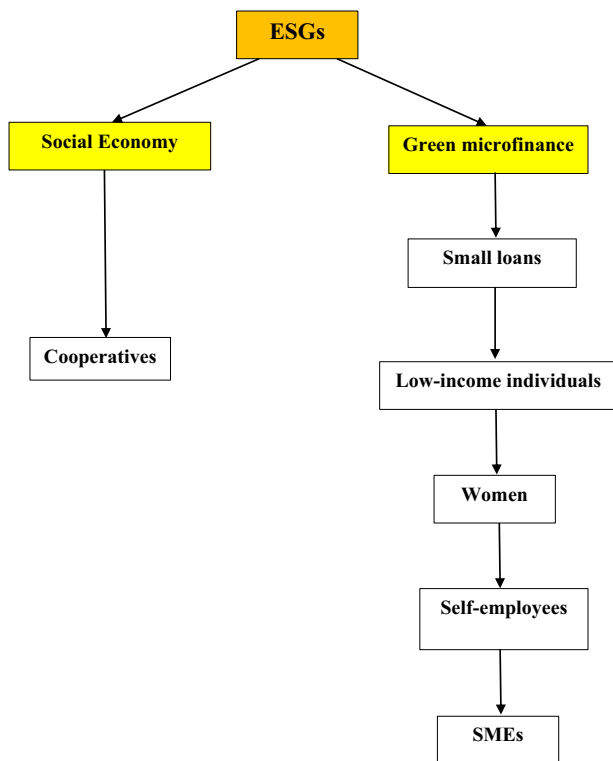 ESGs
Social Economy
Green microfinance
Small loans
Cooperatives
Low-income individuals
Women
Self-employees
SMEs